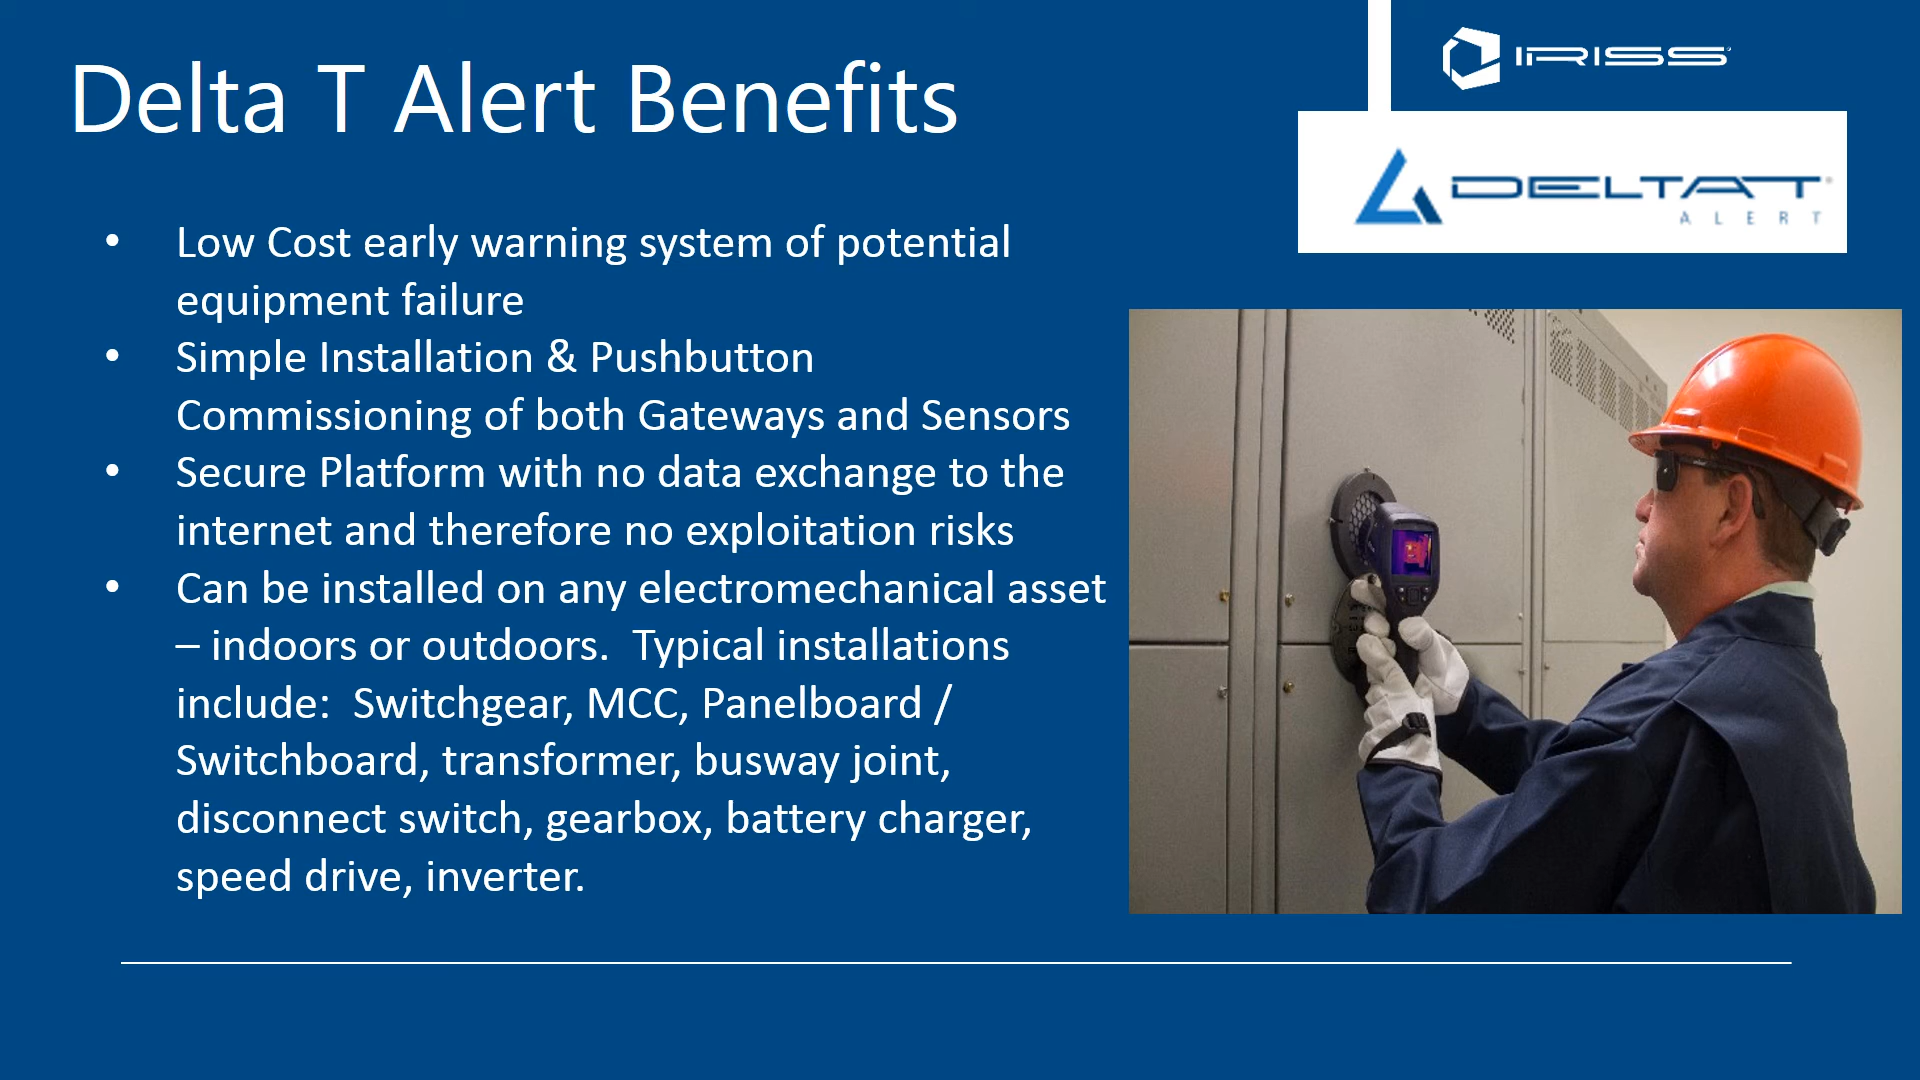 Delta T Alert Benefits
IRISS
DELTA T
ALERT
• Low Cost early warning system of potential
equipment failure
• Simple Installation & Pushbutton
Commissioning of both Gateways and Sensors
• Secure Platform with no data exchange to the
internet and therefore no exploitation risks
• Can be installed on any electromechanical asset
– indoors or outdoors.  Typical installations
include:  Switchgear, MCC, Panelboard /
Switchboard, transformer, busway joint,
disconnect switch, gearbox, battery charger,
speed drive, inverter.